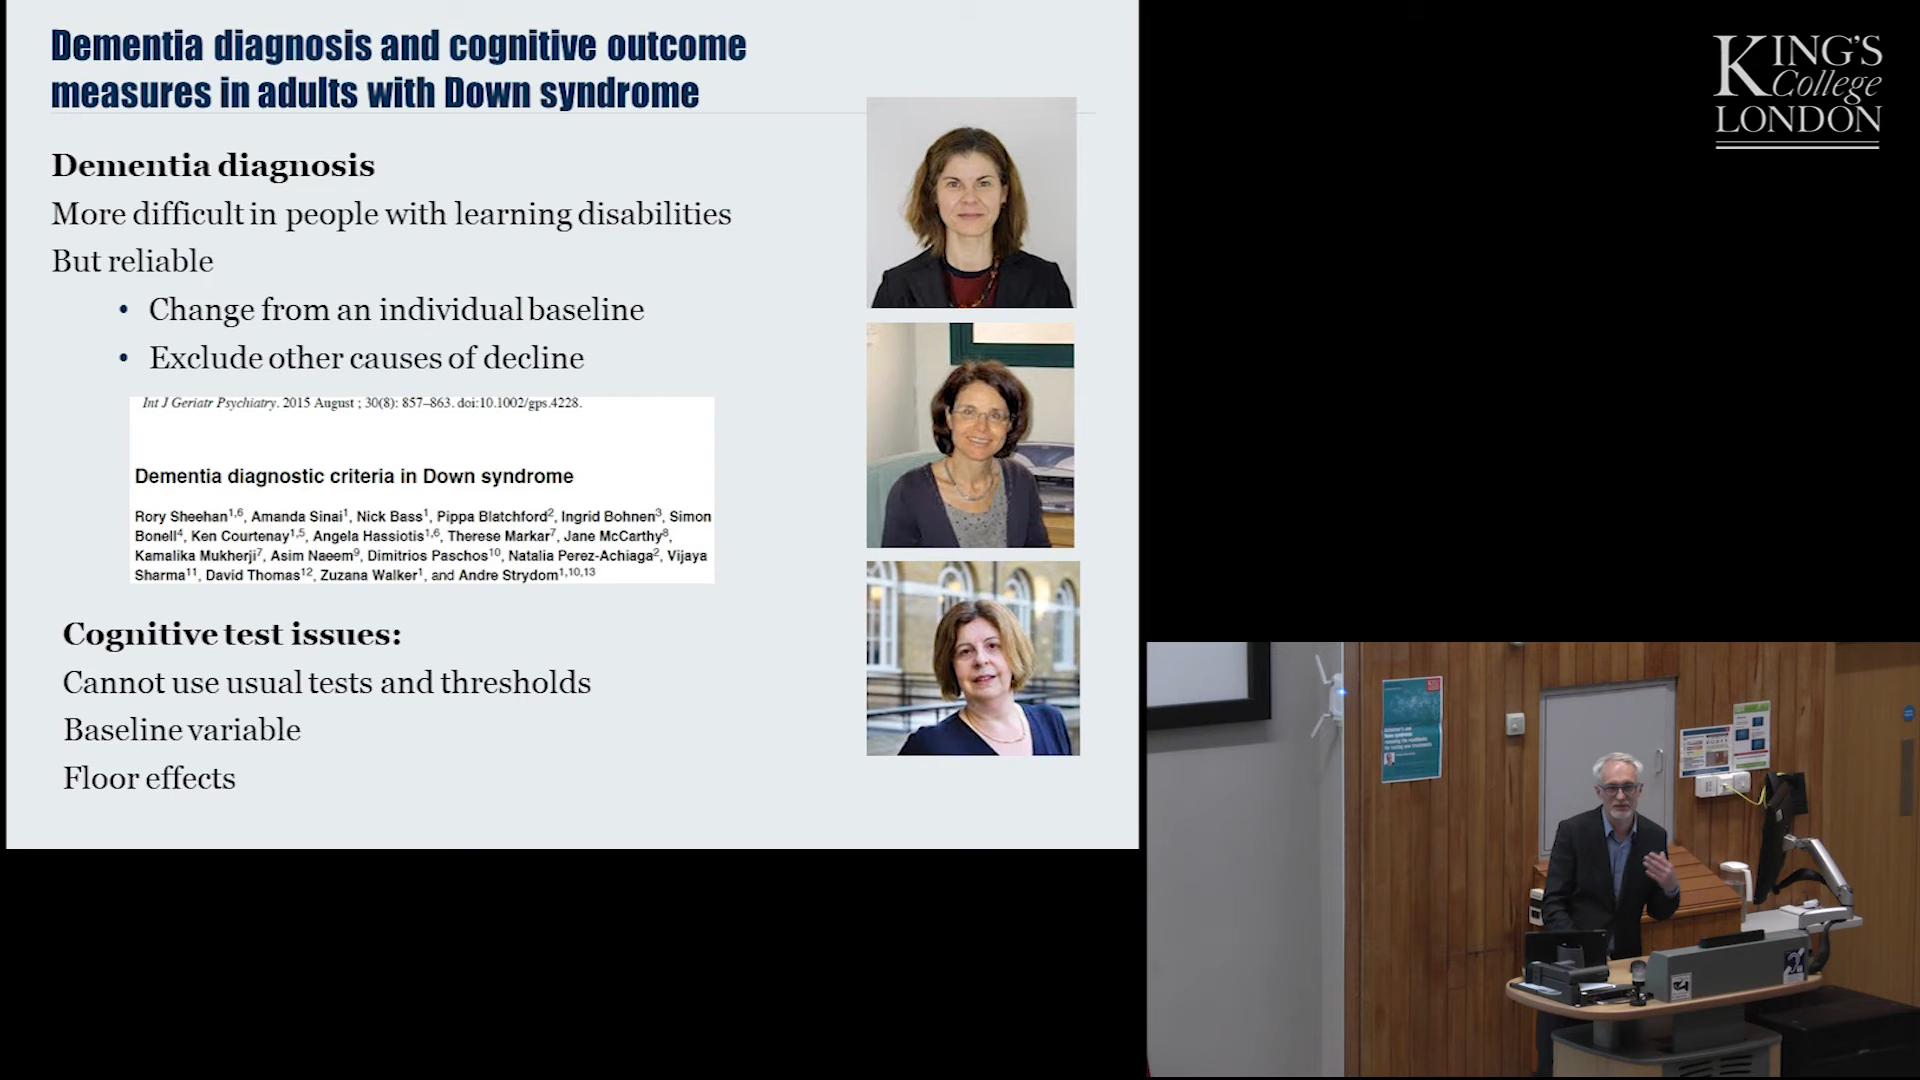 Dementia diagnosis and cognitive outcome
measures in adults with Down syndrome
Dementia diagnosis
More difficult in people with learning disabilities
But reliable
• Change from an individual baseline
• Exclude other causes of decline
Int J Geriatr Psychiatry. 2015 August ; 30(8): 857–863. doi:10.1002/gps.4228.
Dementia diagnostic criteria in Down syndrome
Rory Sheehan1,6, Amanda Sinai1, Nick Bass1, Pippa Blatchford2, Ingrid Bohnen3, Simon
Bonell4, Ken Courtenay1,5, Angela Hassiotis1,6, Therese Markar7, Jane McCarthy8,
Kamalika Mukherji7, Asim Naeem9, Dimitrios Paschos10, Natalia Perez-Achiaga2, Vijaya
Sharma11, David Thomas12, Zuzana Walker1, and Andre Strydom1,10,13
Cognitive test issues:
Cannot use usual tests and thresholds
Baseline variable
Floor effects
KING'S
College
LONDON
Alzheimer's and
Down syndrome